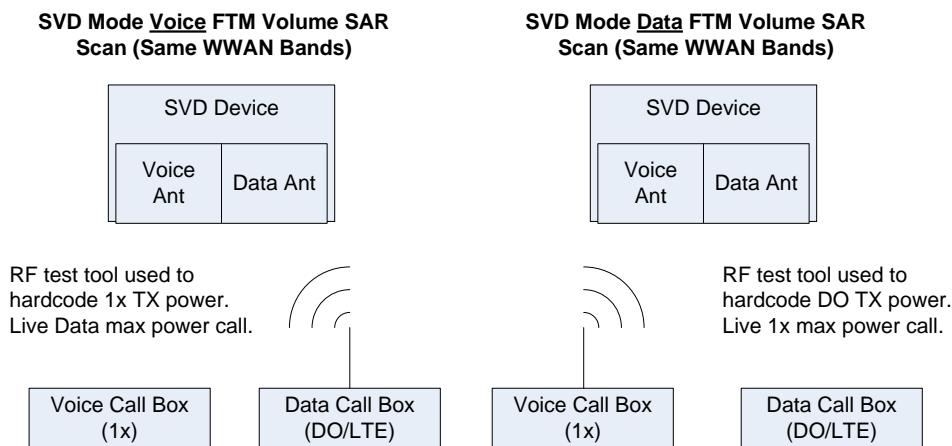 SVD Mode Voice FTM Volume SAR
Scan (Same WWAN Bands)
SVD Device
Voice
Ant
Data Ant
RF test tool used to
hardcode 1x TX power.
Live Data max power call.
Voice Call Box
(1x)
Data Call Box
(DO/LTE)
SVD Mode Data FTM Volume SAR
Scan (Same WWAN Bands)
SVD Device
Voice
Ant
Data Ant
RF test tool used to
hardcode DO TX power.
Live 1x max power call.
Voice Call Box
(1x)
Data Call Box
(DO/LTE)